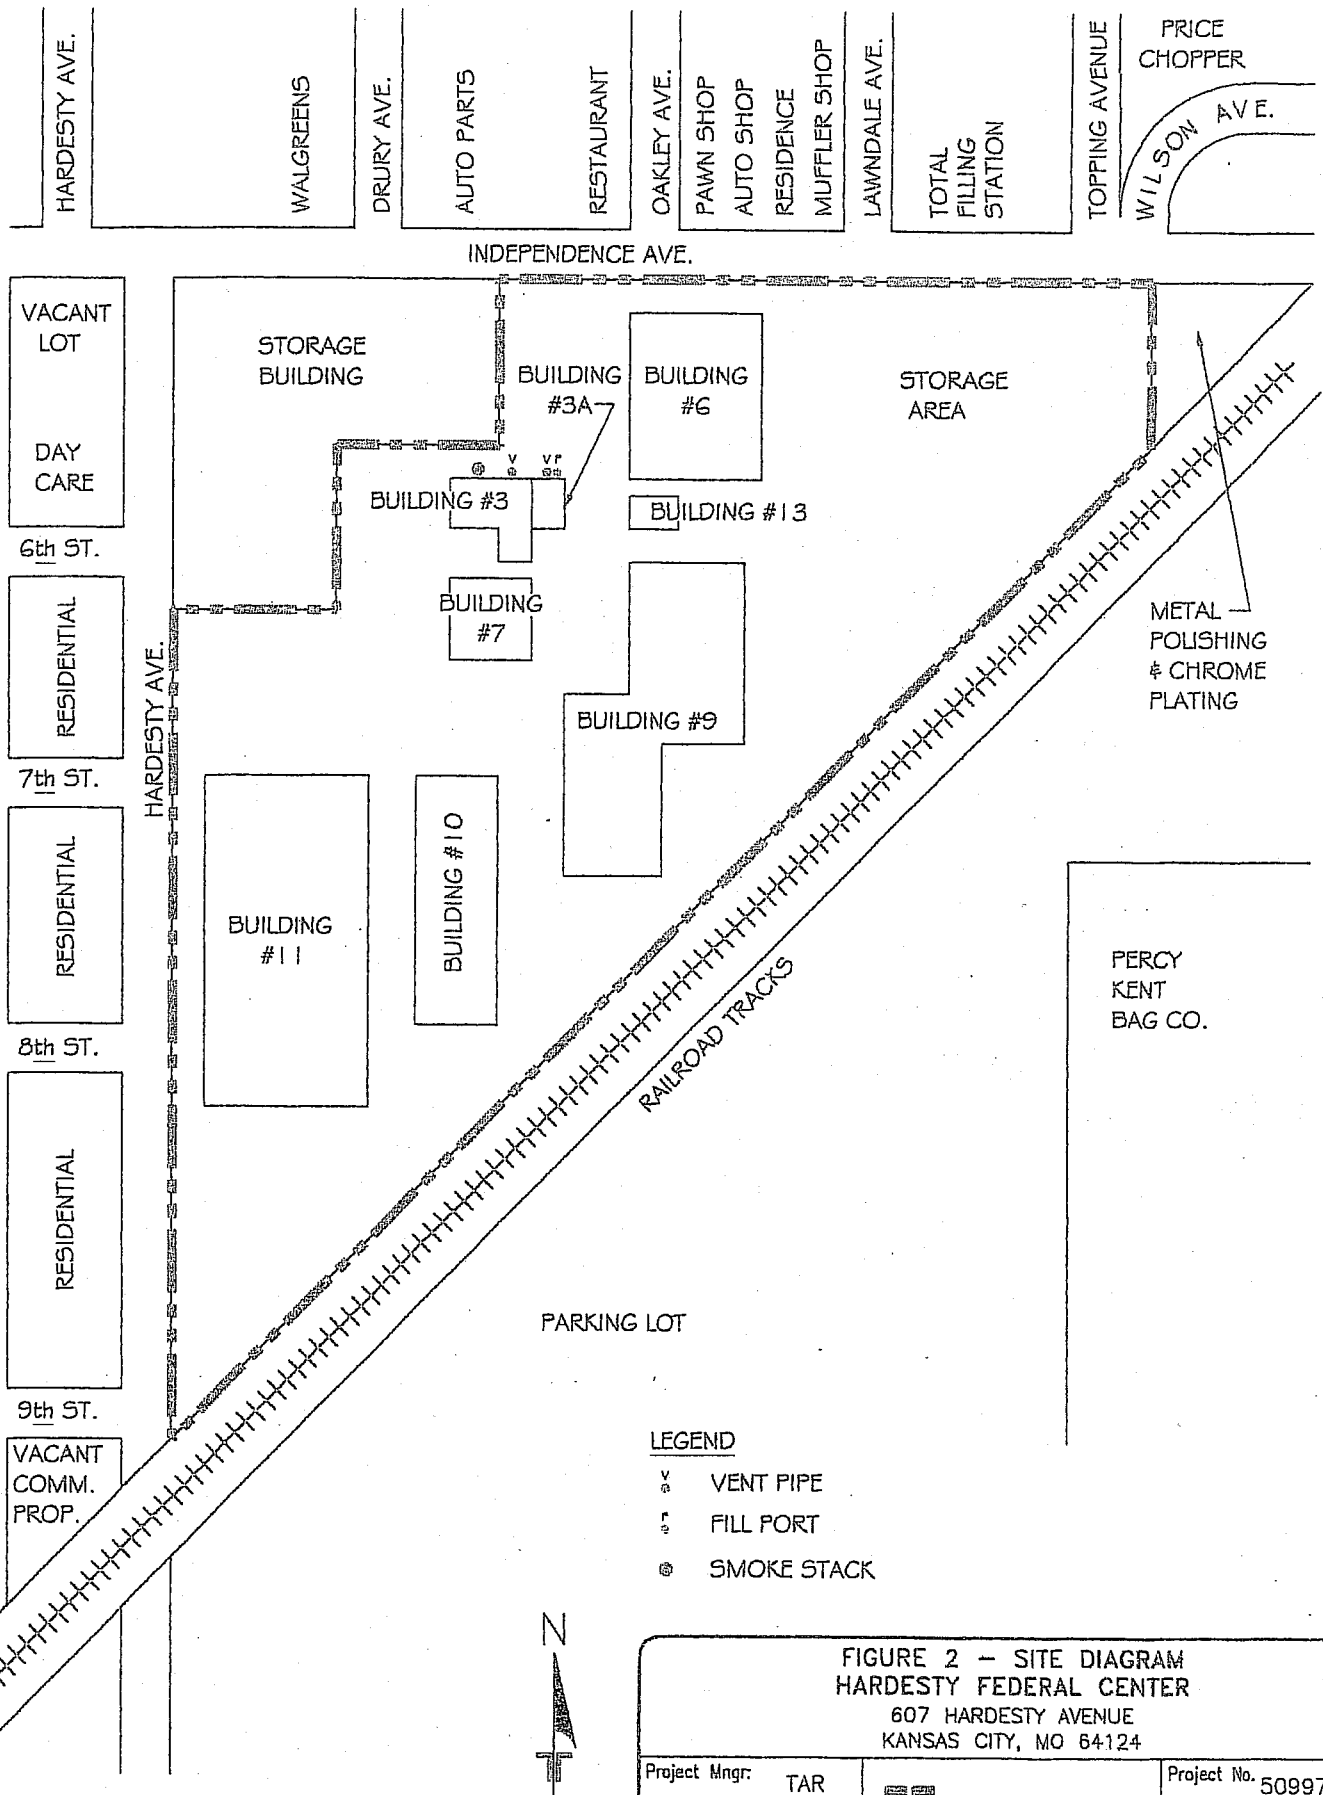 HARDESTY AVE.
WALGREENS
DRURY AVE.
AUTO PARTS
RESTAURANT
OAKLEY AVE.
PAWN SHOP
AUTO SHOP
RESIDENCE
MUFFLER SHOP
LAWNDALE AVE.
TOTAL
FILLING
STATION
TOPPING AVENUE
PRICE
CHOPPER
WILSON AVE.
INDEPENDENCE AVE.
VACANT
LOT
DAY
CARE
6th ST.
RESIDENTIAL
7th ST.
RESIDENTIAL
8th ST.
RESIDENTIAL
9th ST.
VACANT
COMM.
PROP.
HARDESTY AVE.
STORAGE
BUILDING
BUILDING
#3A
BUILDING
#6
STORAGE
AREA
V
V F
BUILDING #3
BUILDING #13
BUILDING
#7
BUILDING #9
METAL
POLISHING
& CHROME
PLATING
BUILDING
#11
BUILDING #10
RAILROAD TRACKS
PERCY
KENT
BAG CO.
PARKING LOT
LEGEND
V VENT PIPE
F FILL PORT
SMOKE STACK
N
FIGURE 2 – SITE DIAGRAM
HARDESTY FEDERAL CENTER
607 HARDESTY AVENUE
KANSAS CITY, MO 64124
Project Mngr: TAR
Project No. 50997